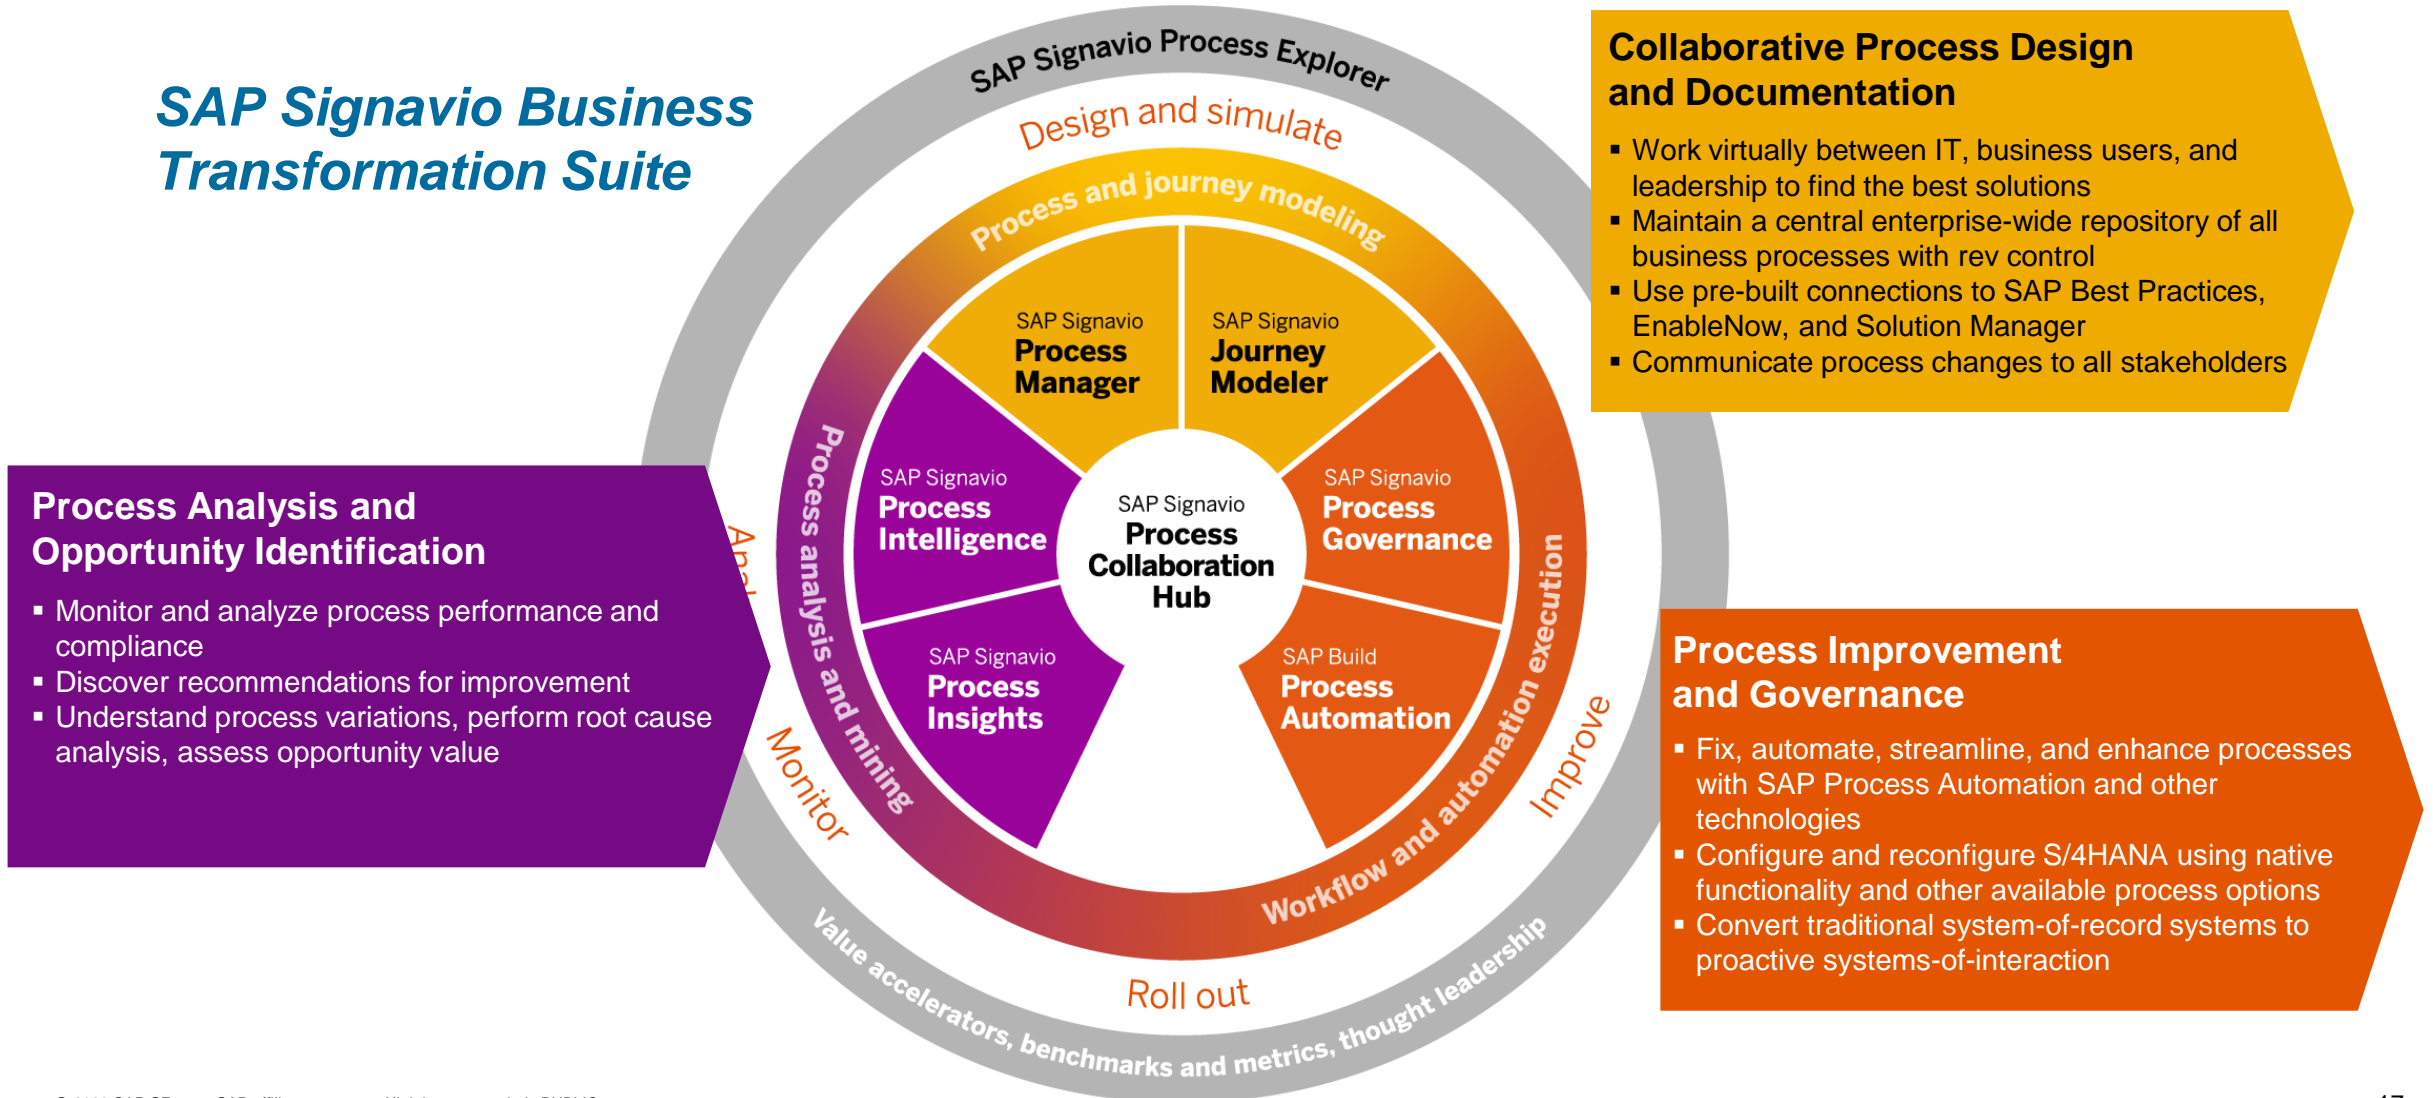 SAP Signavio Business
Transformation Suite
SAP Signavio Process Explorer
Design and simulate
Process and journey modeling
SAP Signavio
Process
Manager
SAP Signavio
Journey
Modeler
SAP Signavio
Process
Intelligence
SAP Signavio
Process
Governance
SAP Signavio
Process
Collaboration
Hub
SAP Signavio
Process
Insights
SAP Build
Process
Automation
Process analysis and mining
Workflow and automation execution
Monitor
Improve
Roll out
Value accelerators, benchmarks and metrics, thought leadership
Collaborative Process Design
and Documentation
▪ Work virtually between IT, business users, and
leadership to find the best solutions
▪ Maintain a central enterprise-wide repository of all
business processes with rev control
▪ Use pre-built connections to SAP Best Practices,
EnableNow, and Solution Manager
▪ Communicate process changes to all stakeholders
Process Analysis and
Opportunity Identification
▪ Monitor and analyze process performance and
compliance
▪ Discover recommendations for improvement
▪ Understand process variations, perform root cause
analysis, assess opportunity value
Process Improvement
and Governance
▪ Fix, automate, streamline, and enhance processes
with SAP Process Automation and other
technologies
▪ Configure and reconfigure S/4HANA using native
functionality and other available process options
▪ Convert traditional system-of-record systems to
proactive systems-of-interaction